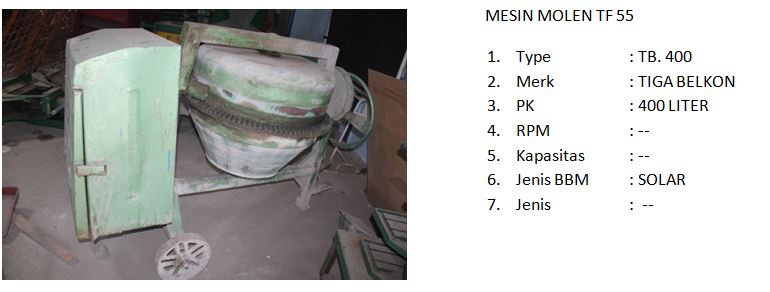 MESIN MOLEN TF 55
1. Type : TB. 400
2. Merk : TIGA BELKON
3. PK : 400 LITER
4. RPM : --
5. Kapasitas : --
6. Jenis BBM : SOLAR
7. Jenis : --